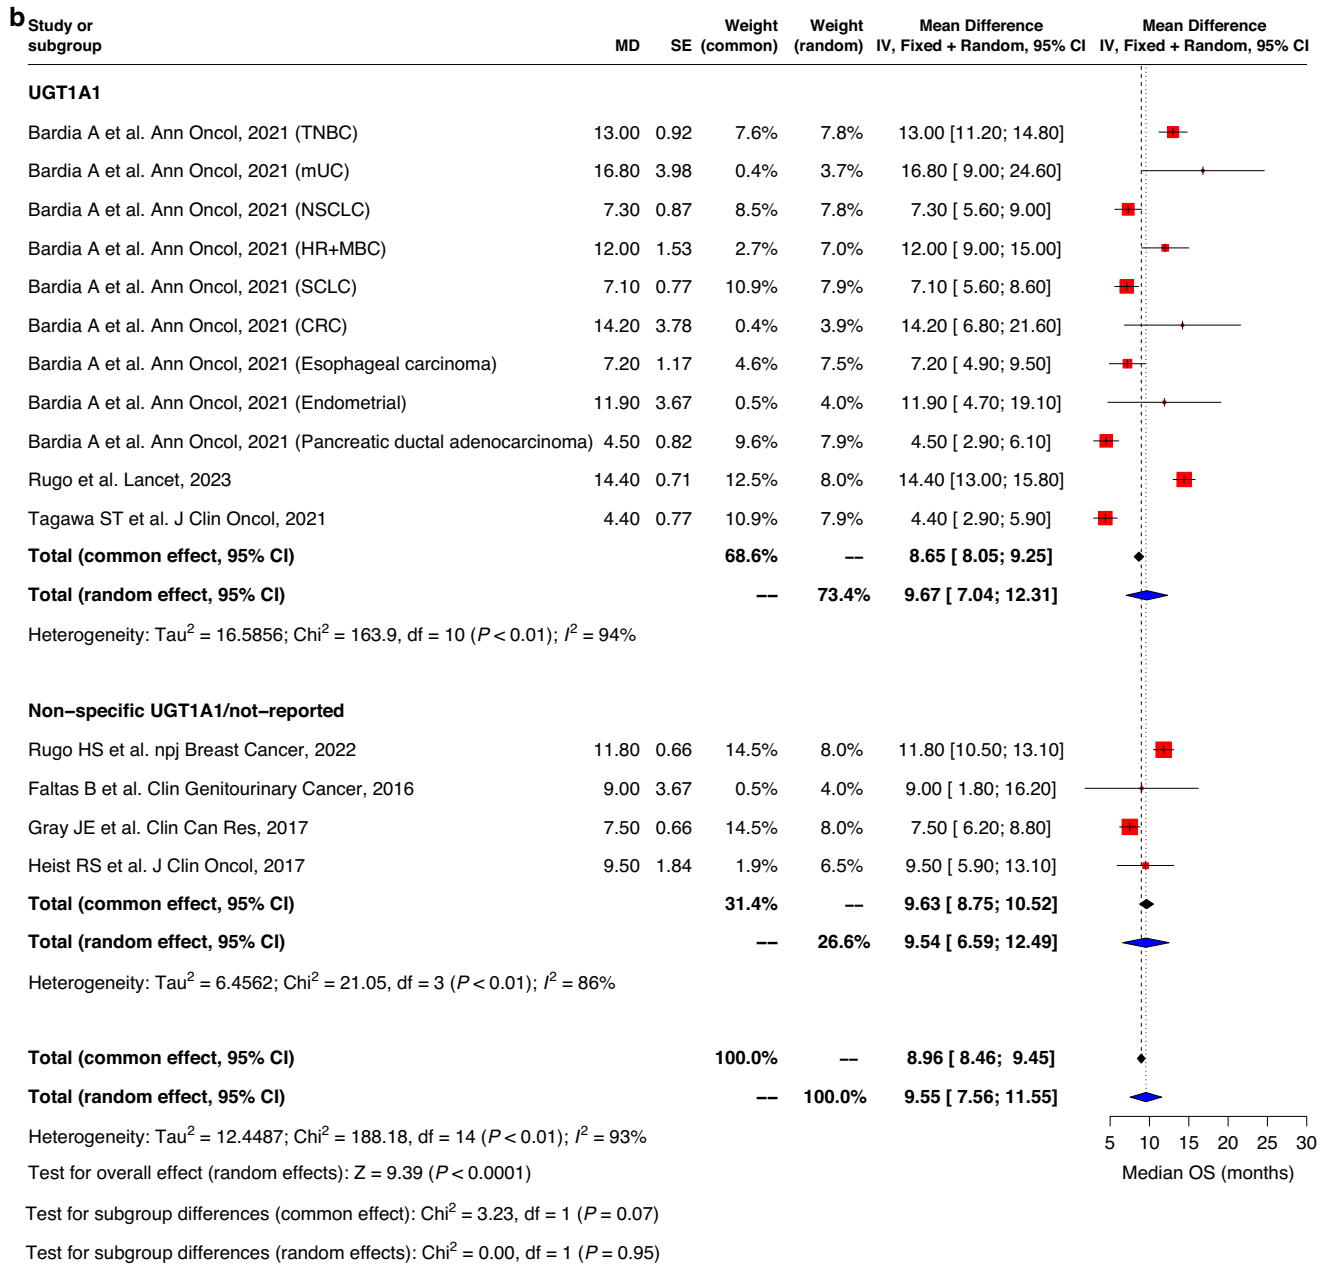 b
Study or subgroup MD SE Weight (common) Weight (random) Mean Difference IV, Fixed + Random, 95% CI Mean Difference IV, Fixed + Random, 95% CI
UGT1A1
Bardia A et al. Ann Oncol, 2021 (TNBC) 13.00 0.92 7.6% 7.8% 13.00 [11.20; 14.80]
Bardia A et al. Ann Oncol, 2021 (mUC) 16.80 3.98 0.4% 3.7% 16.80 [ 9.00; 24.60]
Bardia A et al. Ann Oncol, 2021 (NSCLC) 7.30 0.87 8.5% 7.8% 7.30 [ 5.60; 9.00]
Bardia A et al. Ann Oncol, 2021 (HR+MBC) 12.00 1.53 2.7% 7.0% 12.00 [ 9.00; 15.00]
Bardia A et al. Ann Oncol, 2021 (SCLC) 7.10 0.77 10.9% 7.9% 7.10 [ 5.60; 8.60]
Bardia A et al. Ann Oncol, 2021 (CRC) 14.20 3.78 0.4% 3.9% 14.20 [ 6.80; 21.60]
Bardia A et al. Ann Oncol, 2021 (Esophageal carcinoma) 7.20 1.17 4.6% 7.5% 7.20 [ 4.90; 9.50]
Bardia A et al. Ann Oncol, 2021 (Endometrial) 11.90 3.67 0.5% 4.0% 11.90 [ 4.70; 19.10]
Bardia A et al. Ann Oncol, 2021 (Pancreatic ductal adenocarcinoma) 4.50 0.82 9.6% 7.9% 4.50 [ 2.90; 6.10]
Rugo et al. Lancet, 2023 14.40 0.71 12.5% 8.0% 14.40 [13.00; 15.80]
Tagawa ST et al. J Clin Oncol, 2021 4.40 0.77 10.9% 7.9% 4.40 [ 2.90; 5.90]
Total (common effect, 95% CI) 68.6% −− 8.65 [ 8.05; 9.25]
Total (random effect, 95% CI) −− 73.4% 9.67 [ 7.04; 12.31]
Heterogeneity: Tau² = 16.5856; Chi² = 163.9, df = 10 (P < 0.01); I² = 94%
Non−specific UGT1A1/not−reported
Rugo HS et al. npj Breast Cancer, 2022 11.80 0.66 14.5% 8.0% 11.80 [10.50; 13.10]
Faltas B et al. Clin Genitourinary Cancer, 2016 9.00 3.67 0.5% 4.0% 9.00 [ 1.80; 16.20]
Gray JE et al. Clin Can Res, 2017 7.50 0.66 14.5% 8.0% 7.50 [ 6.20; 8.80]
Heist RS et al. J Clin Oncol, 2017 9.50 1.84 1.9% 6.5% 9.50 [ 5.90; 13.10]
Total (common effect, 95% CI) 31.4% −− 9.63 [ 8.75; 10.52]
Total (random effect, 95% CI) −− 26.6% 9.54 [ 6.59; 12.49]
Heterogeneity: Tau² = 6.4562; Chi² = 21.05, df = 3 (P < 0.01); I² = 86%
Total (common effect, 95% CI) 100.0% −− 8.96 [ 8.46; 9.45]
Total (random effect, 95% CI) −− 100.0% 9.55 [ 7.56; 11.55]
Heterogeneity: Tau² = 12.4487; Chi² = 188.18, df = 14 (P < 0.01); I² = 93%
5 10 15 20 25 30
Test for overall effect (random effects): Z = 9.39 (P < 0.0001)
Median OS (months)
Test for subgroup differences (common effect): Chi² = 3.23, df = 1 (P = 0.07)
Test for subgroup differences (random effects): Chi² = 0.00, df = 1 (P = 0.95)